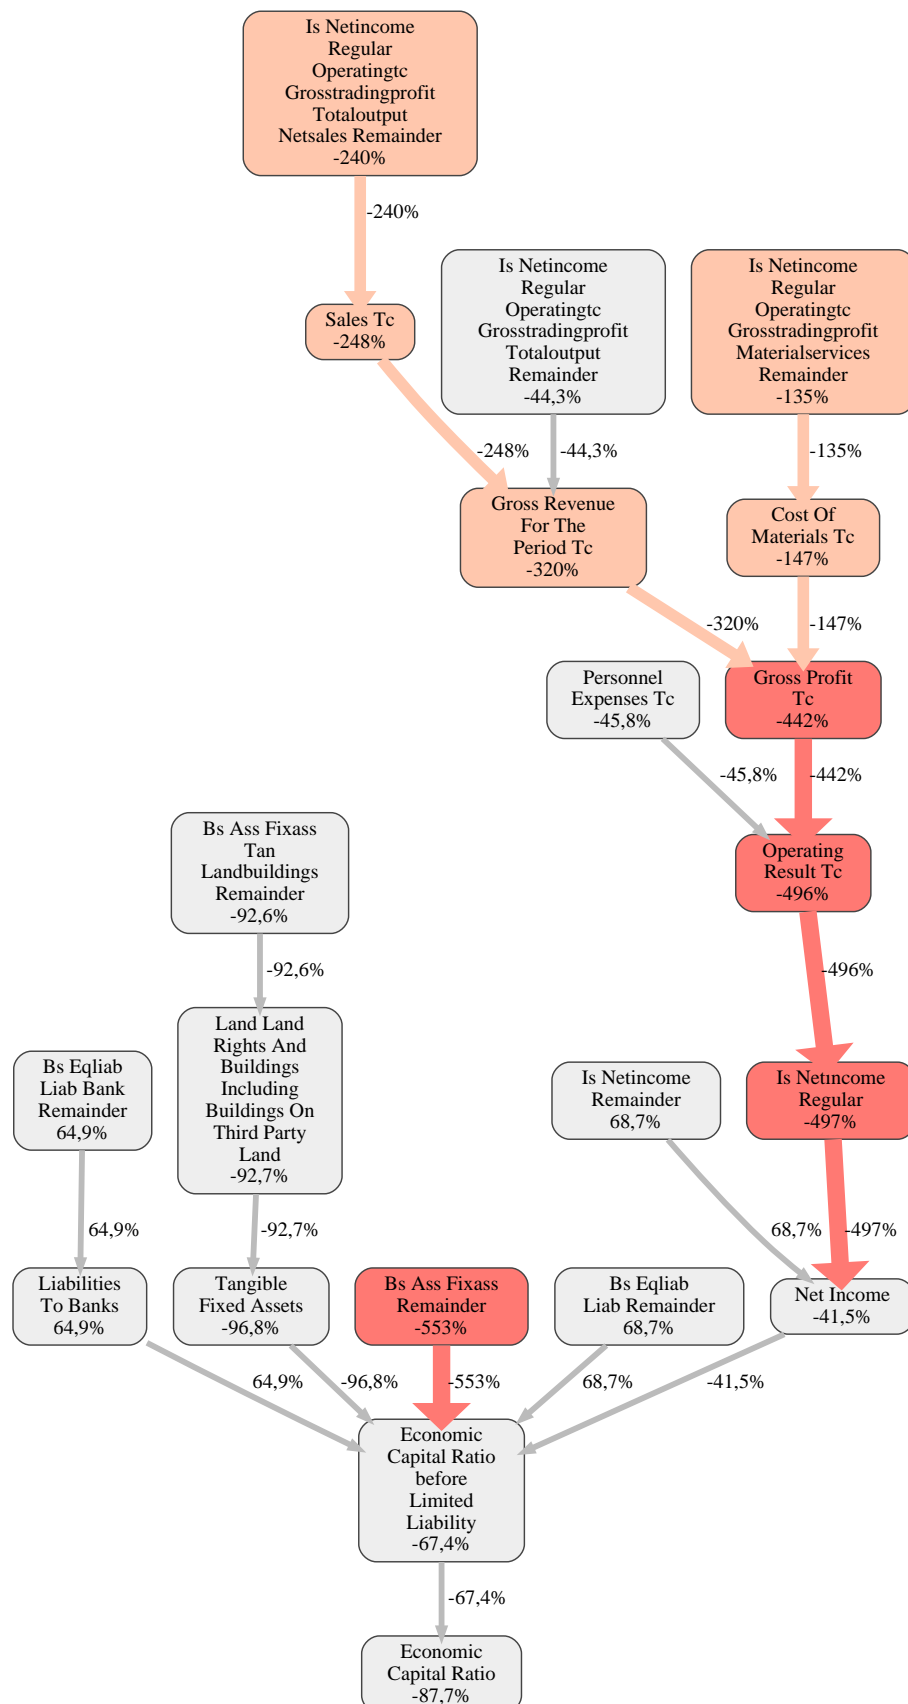 Is Netincome
Regular
Operatingtc
Grosstradingprofit
Totaloutput
Netsales Remainder
-240%
-240%
Is Netincome
Regular
Operatingtc
Grosstradingprofit
Totaloutput
Remainder
-44,3%
Is Netincome
Regular
Operatingtc
Grosstradingprofit
Materialservices
Remainder
-135%
Sales Tc
-248%
-248%
-44,3%
-135%
Gross Revenue
For The
Period Tc
-320%
Cost Of
Materials Tc
-147%
-320%
-147%
Personnel
Expenses Tc
-45,8%
Gross Profit
Tc
-442%
-45,8%
-442%
Bs Ass Fixass
Tan
Landbuildings
Remainder
-92,6%
Operating
Result Tc
-496%
-92,6%
-496%
Land Land
Rights And
Buildings
Including
Buildings On
Third Party
Land
-92,7%
Bs Eqliab
Liab Bank
Remainder
64,9%
Is Netincome
Remainder
68,7%
Is Netincome
Regular
-497%
64,9%
-92,7%
68,7%
-497%
Liabilities
To Banks
64,9%
Tangible
Fixed Assets
-96,8%
Bs Ass Fixass
Remainder
-553%
Bs Eqliab
Liab Remainder
68,7%
Net Income
-41,5%
64,9%
-96,8%
-553%
68,7%
-41,5%
Economic
Capital Ratio
before
Limited
Liability
-67,4%
-67,4%
Economic
Capital Ratio
-87,7%